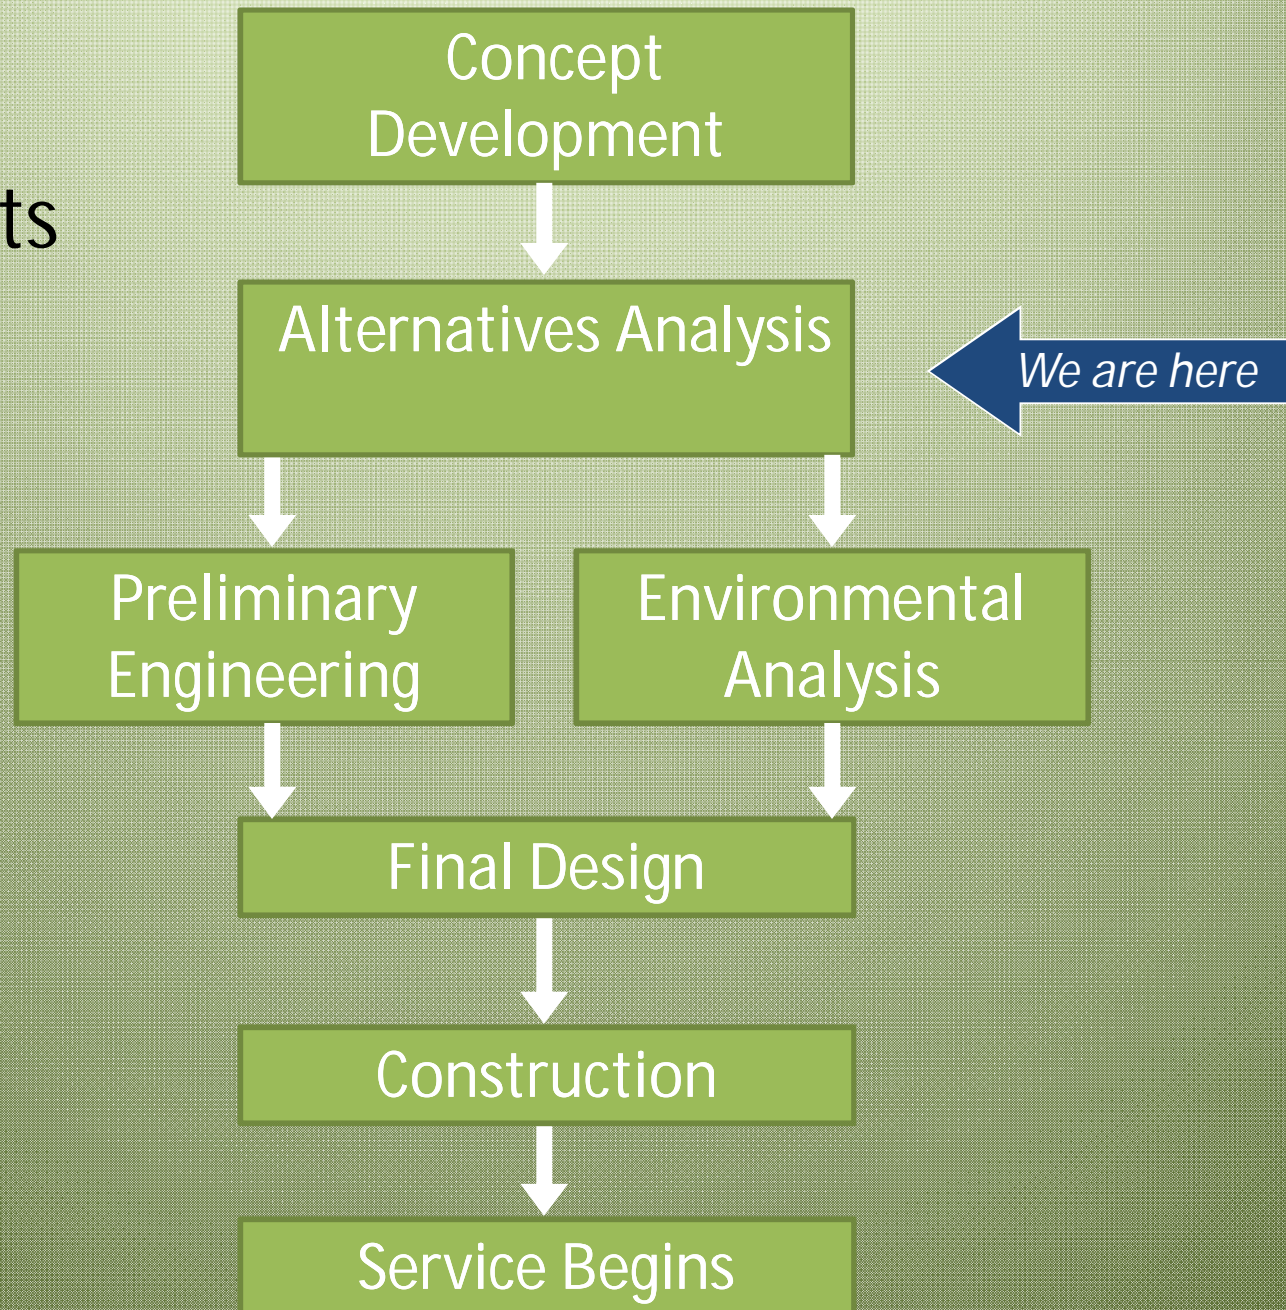 Concept
Development
ts
Alternatives Analysis
We are here
Preliminary
Engineering
Environmental
Analysis
Final Design
Construction
Service Begins